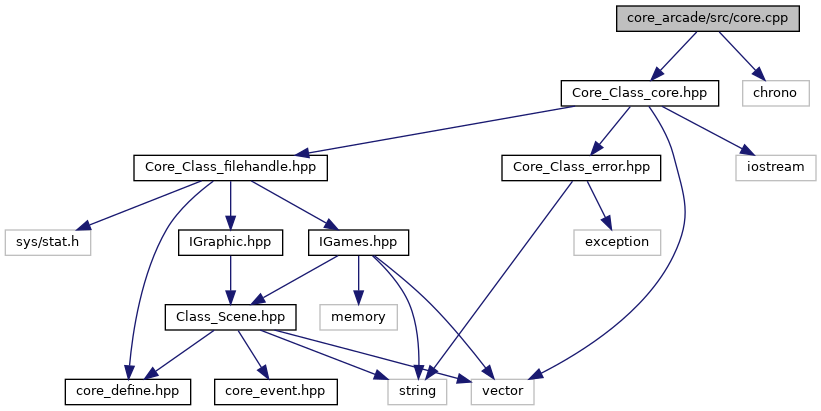 core_arcade/src/core.cpp
Core_Class_core.hpp
chrono
Core_Class_filehandle.hpp
Core_Class_error.hpp
iostream
sys/stat.h
IGraphic.hpp
IGames.hpp
exception
Class_Scene.hpp
memory
core_define.hpp
core_event.hpp
string
vector